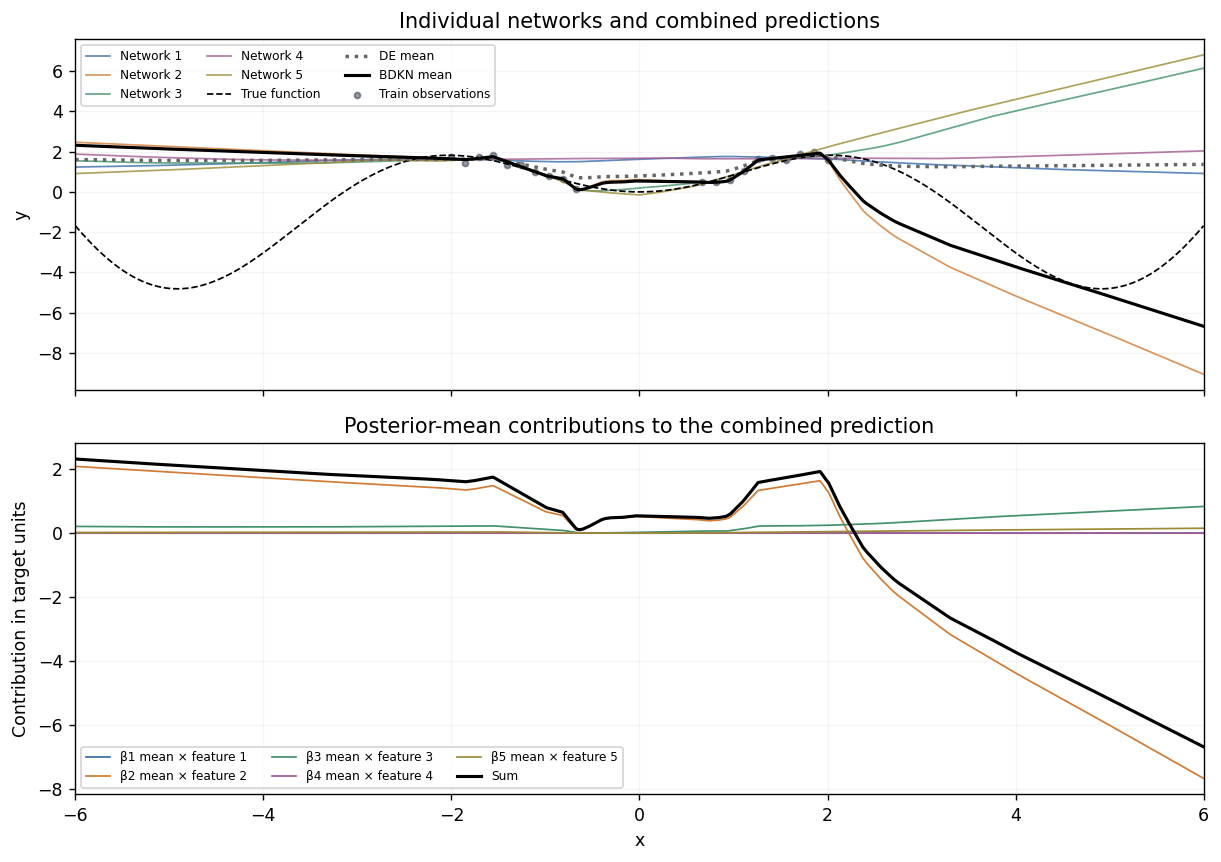 Individual networks and combined predictions
Network 1 Network 4 DE mean
Network 2 Network 5 BDKN mean
Network 3 True function Train observations
6
4
2
0
−2
−4
−6
−8
y
Posterior-mean contributions to the combined prediction
2
0
−2
−4
−6
−8
Contribution in target units
β1 mean × feature 1 β3 mean × feature 3 β5 mean × feature 5
β2 mean × feature 2 β4 mean × feature 4 Sum
−6 −4 −2 0 2 4 6
x